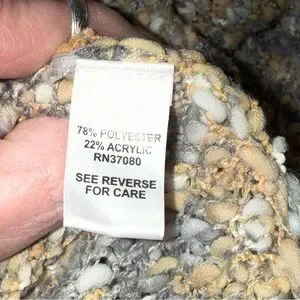 78% POLYESTER
22% ACRYLIC
RN37080
SEE REVERSE
FOR CARE